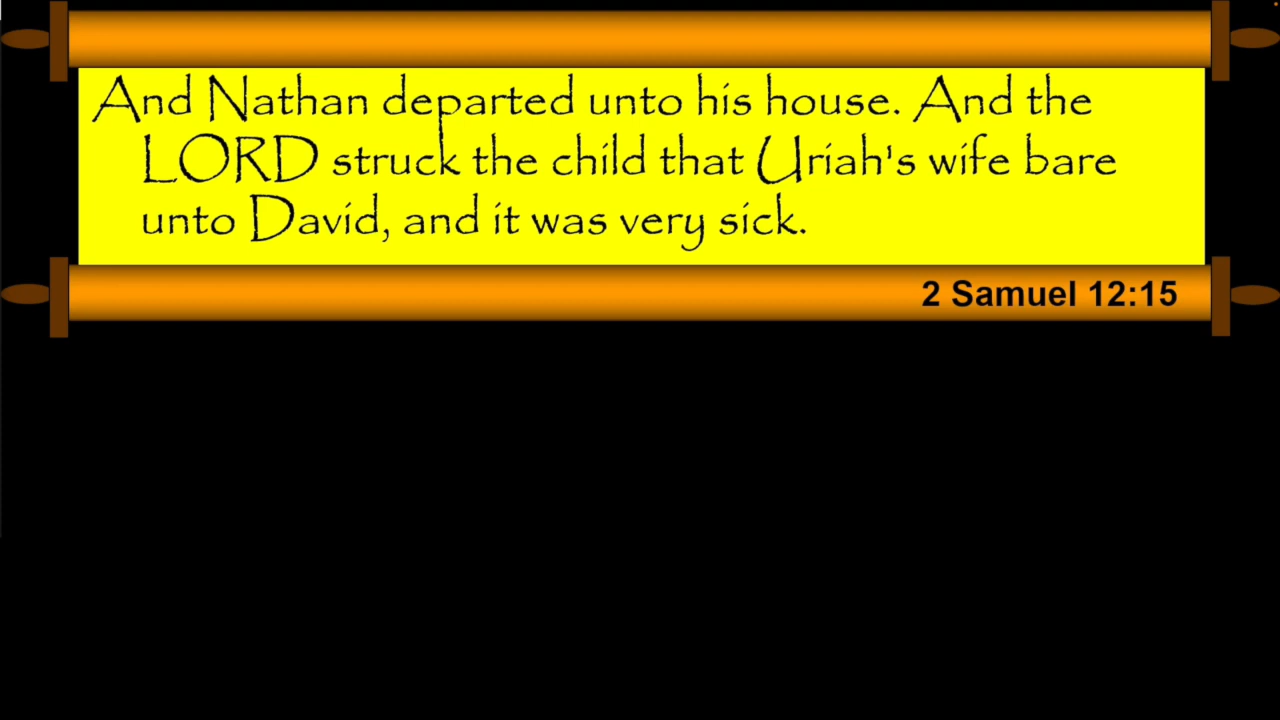 And Nathan departed unto his house. And the
LORD struck the child that Uriah's wife bare
unto David, and it was very sick.
2 Samuel 12:15